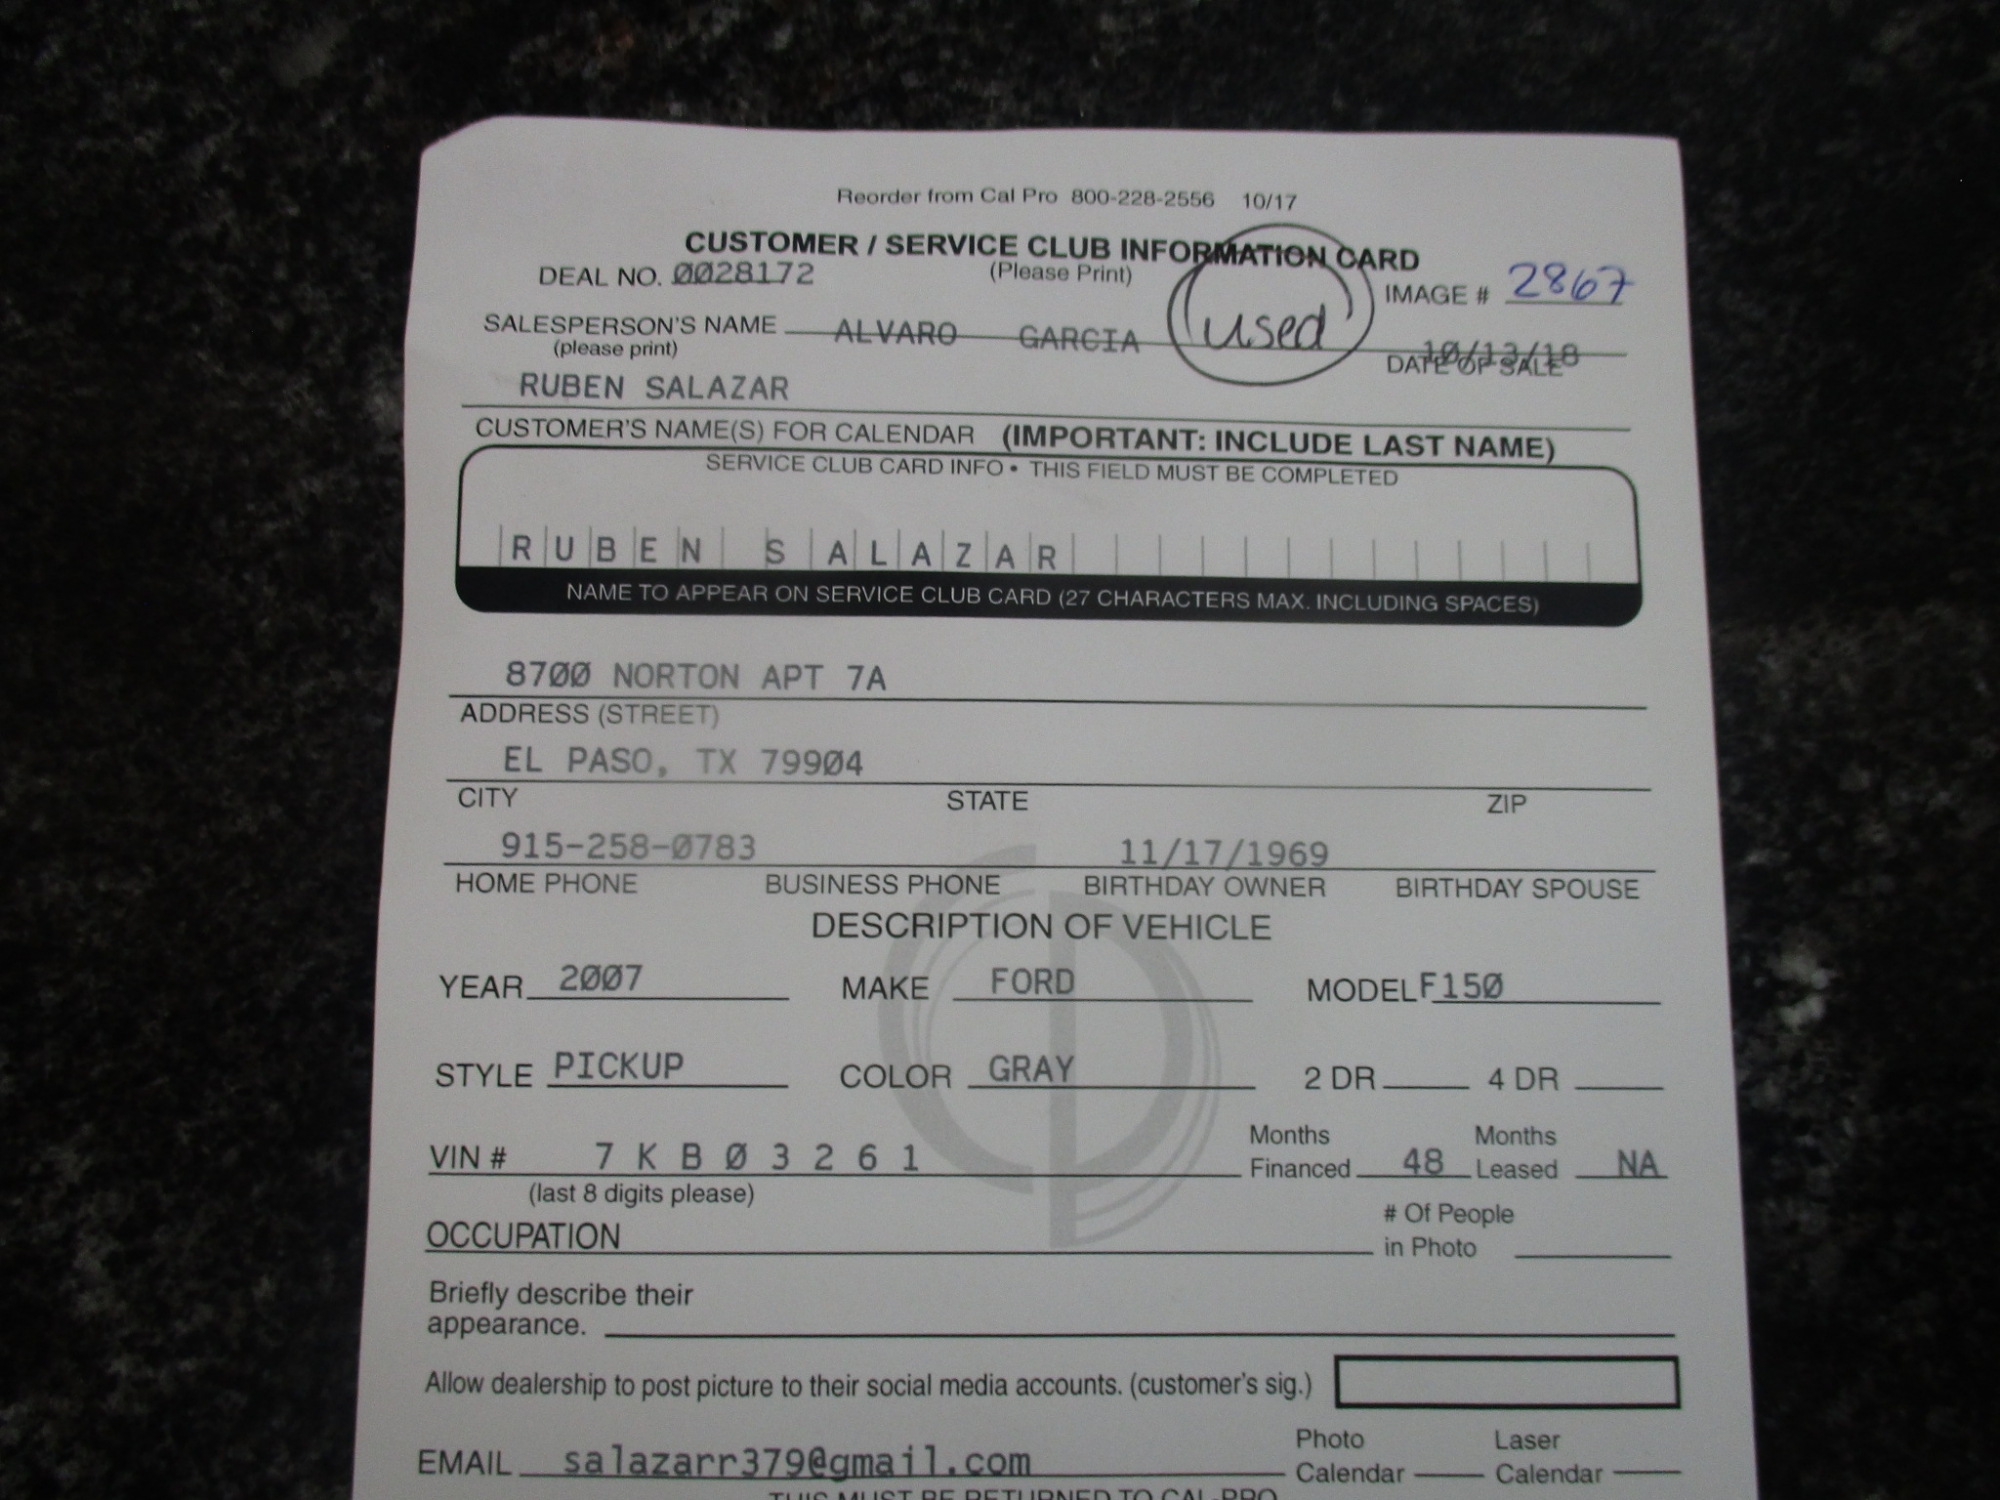 Reorder from Cal Pro 800-228-2556 10/17
CUSTOMER / SERVICE CLUB INFORMATION CARD
DEAL NO. 0028172 (Please Print) used IMAGE # 2867
SALESPERSON'S NAME ALVARO GARCIA 10/13/18
(please print) DATE OF SALE
RUBEN SALAZAR
CUSTOMER'S NAME(S) FOR CALENDAR (IMPORTANT: INCLUDE LAST NAME)
SERVICE CLUB CARD INFO • THIS FIELD MUST BE COMPLETED
RUBEN SALAZAR
NAME TO APPEAR ON SERVICE CLUB CARD (27 CHARACTERS MAX. INCLUDING SPACES)
8700 NORTON APT 7A
ADDRESS (STREET)
EL PASO, TX 79904
CITY STATE ZIP
915-258-0783 11/17/1969
HOME PHONE BUSINESS PHONE BIRTHDAY OWNER BIRTHDAY SPOUSE
DESCRIPTION OF VEHICLE
YEAR 2007 MAKE FORD MODEL F150
STYLE PICKUP COLOR GRAY 2 DR 4 DR
VIN # 7 K B 0 3 2 6 1 Months Financed 48 Months Leased NA
(last 8 digits please)
OCCUPATION # Of People in Photo
Briefly describe their
appearance.
Allow dealership to post picture to their social media accounts. (customer's sig.)
EMAIL salazarr379@gmail.com Photo Calendar Laser Calendar
THIS MUST BE RETURNED TO CAL-PRO